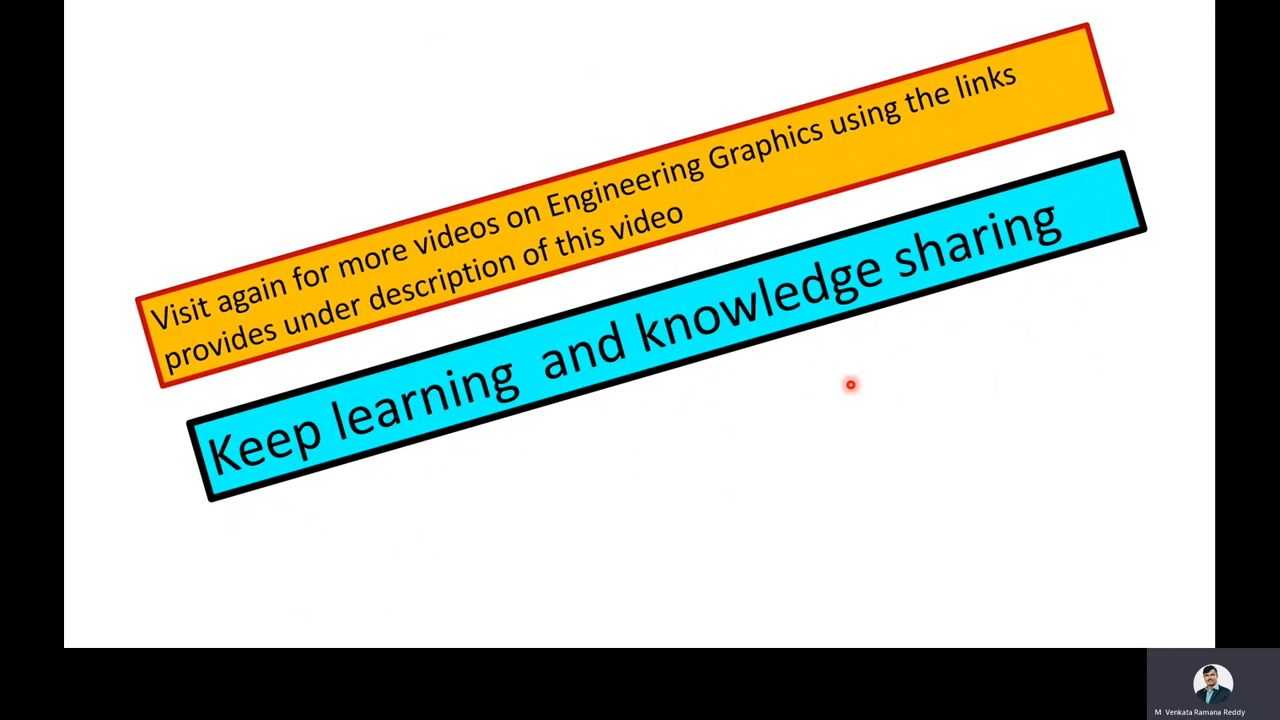 Visit again for more videos on Engineering Graphics using the links
provides under description of this video
Keep learning and knowledge sharing
M Venkata Ramana Reddy